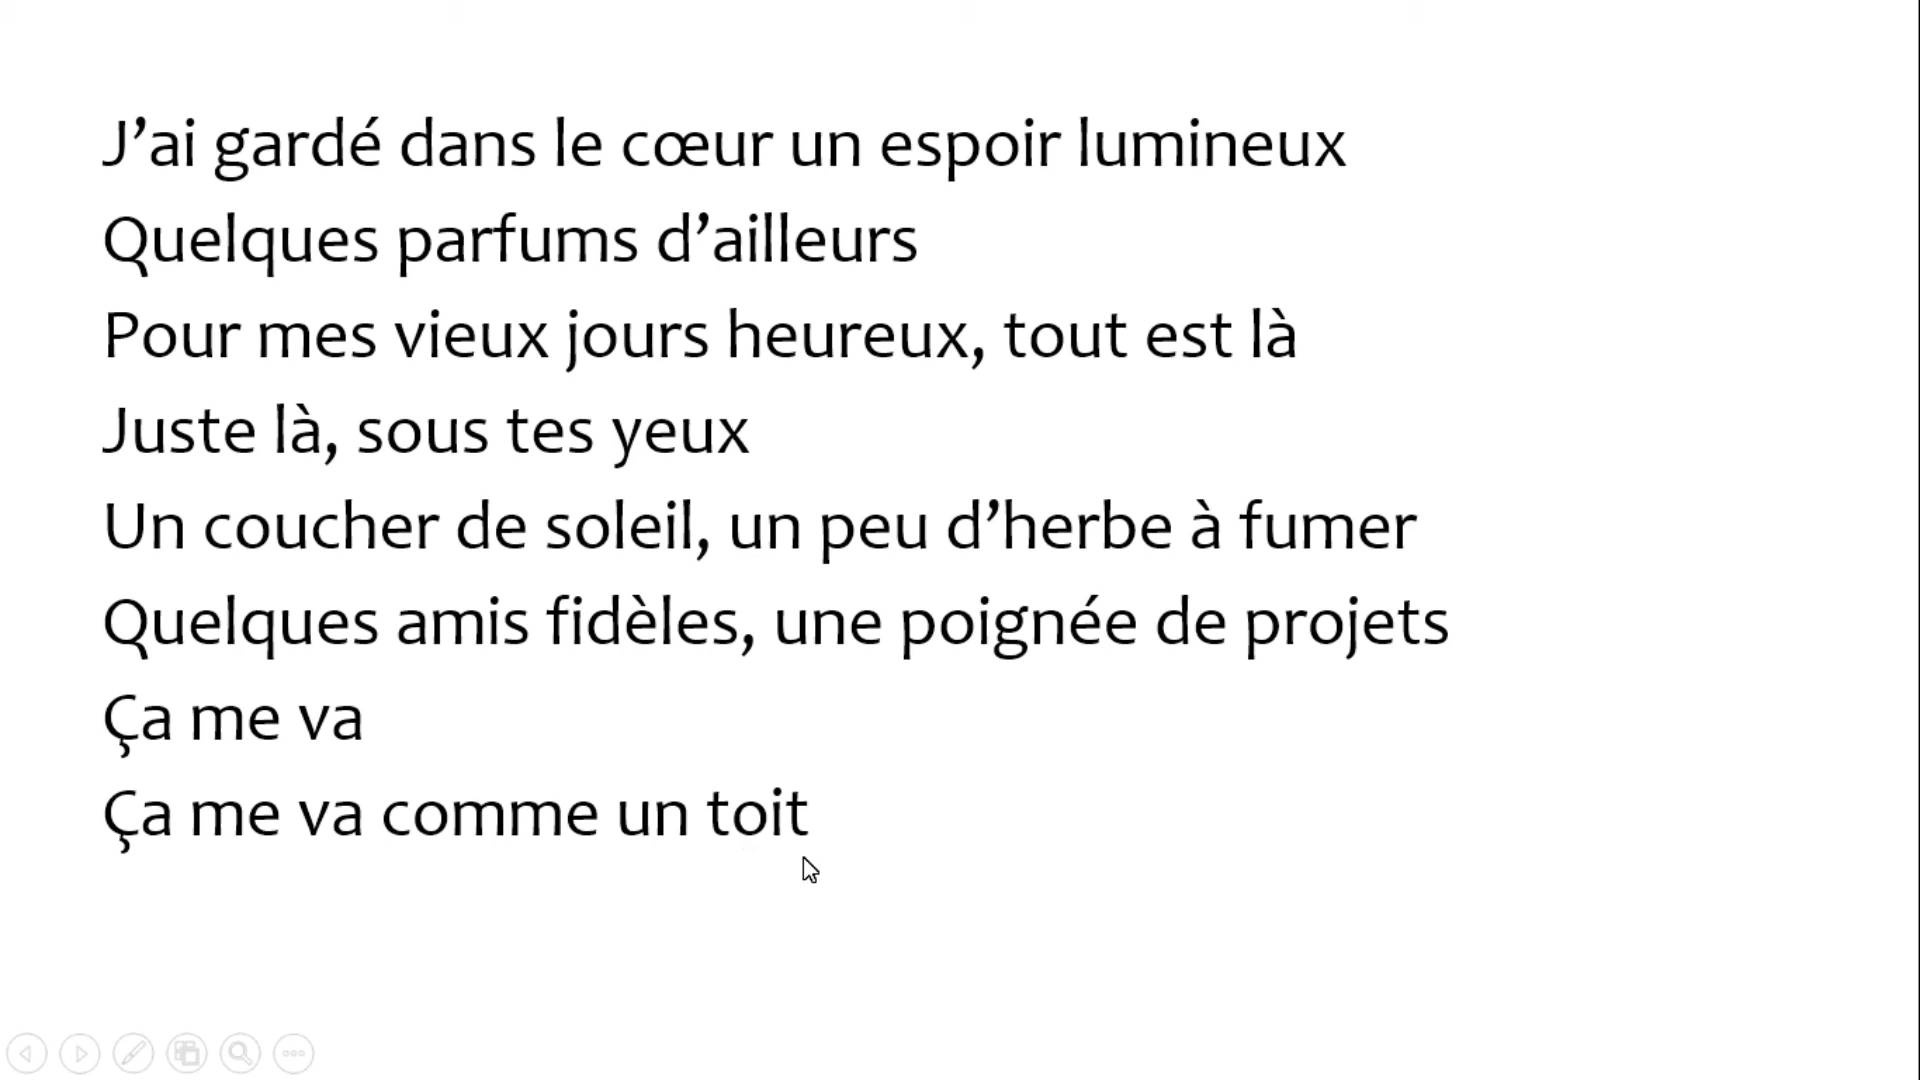 J’ai gardé dans le cœur un espoir lumineux
Quelques parfums d’ailleurs
Pour mes vieux jours heureux, tout est là
Juste là, sous tes yeux
Un coucher de soleil, un peu d’herbe à fumer
Quelques amis fidèles, une poignée de projets
Ça me va
Ça me va comme un toit